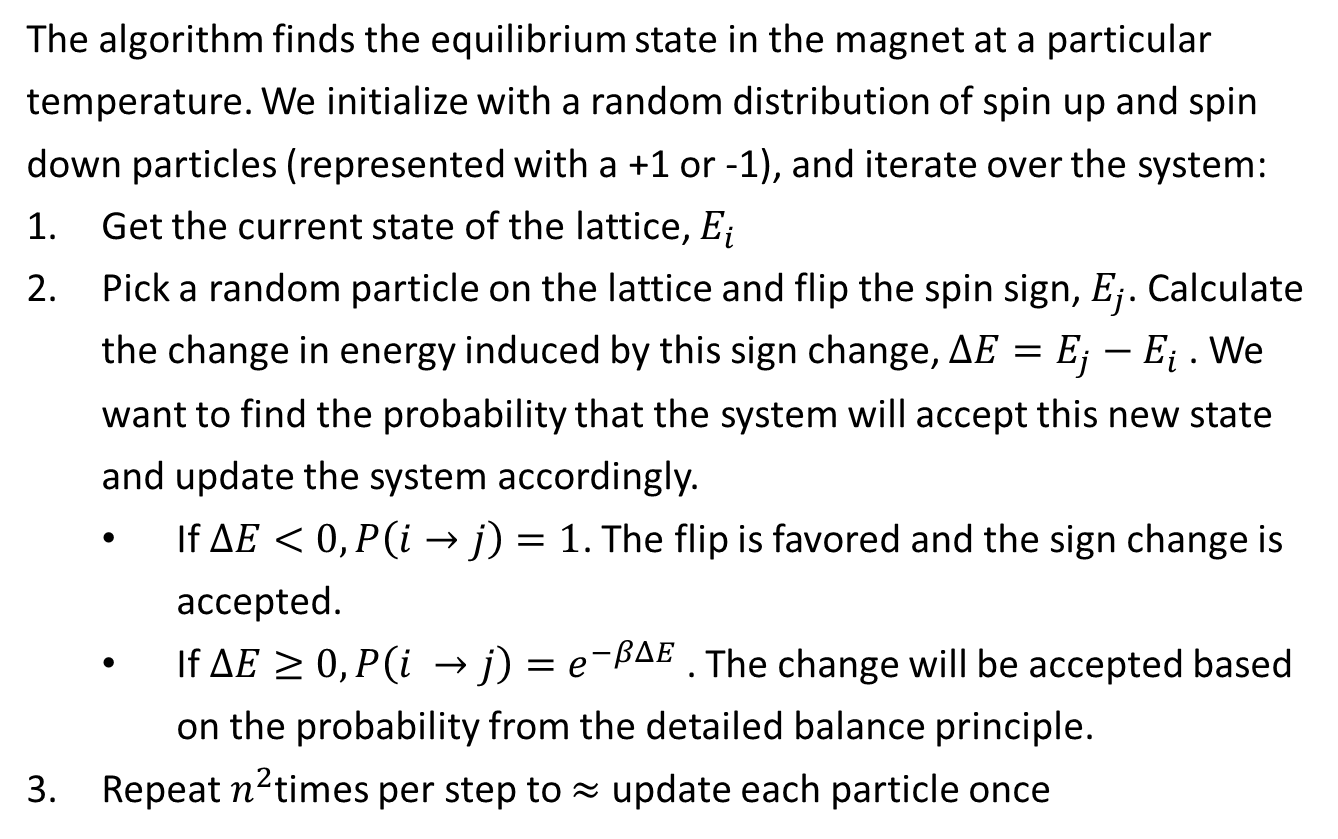 The algorithm finds the equilibrium state in the magnet at a particular
temperature. We initialize with a random distribution of spin up and spin
down particles (represented with a +1 or -1), and iterate over the system:
1. Get the current state of the lattice, Eᵢ
2. Pick a random particle on the lattice and flip the spin sign, Eⱼ. Calculate
the change in energy induced by this sign change, ΔE = Eⱼ − Eᵢ . We
want to find the probability that the system will accept this new state
and update the system accordingly.
• If ΔE < 0, P(i → j) = 1. The flip is favored and the sign change is
accepted.
• If ΔE ≥ 0, P(i → j) = e^{−βΔE} . The change will be accepted based
on the probability from the detailed balance principle.
3. Repeat n²times per step to ≈ update each particle once